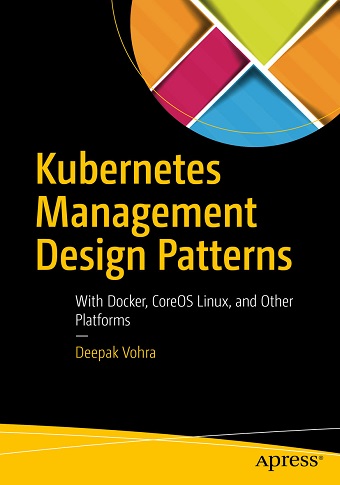 Kubernetes
Management
Design Patterns
With Docker, CoreOS Linux, and Other
Platforms
—
Deepak Vohra
Apress®